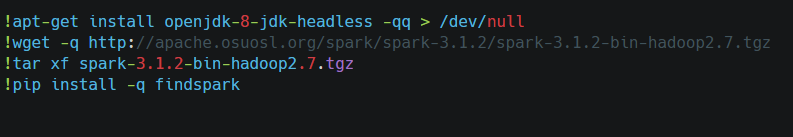 !apt-get install openjdk-8-jdk-headless -qq > /dev/null
!wget -q http://apache.osuosl.org/spark/spark-3.1.2/spark-3.1.2-bin-hadoop2.7.tgz
!tar xf spark-3.1.2-bin-hadoop2.7.tgz
!pip install -q findspark